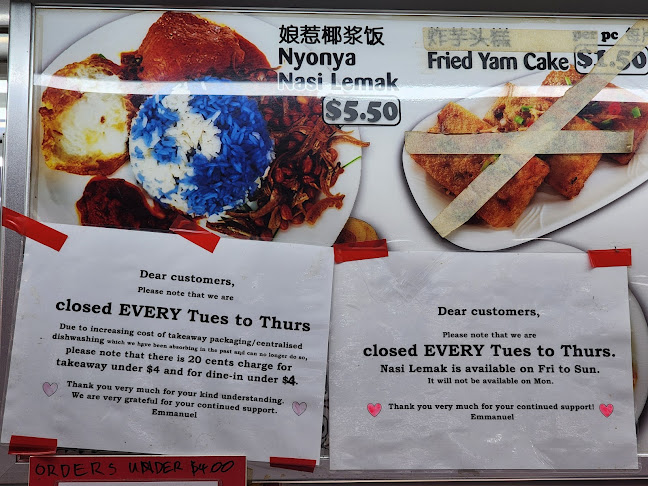 娘惹椰浆饭
Nyonya
Nasi Lemak
$5.50
炸芋头糕
Fried Yam Cake
per pc
$1.50
Dear customers,
Please note that we are
closed EVERY Tues to Thurs
Due to increasing cost of takeaway packaging/centralised
dishwashing which we have been absorbing in the past and can no longer do so,
please note that there is 20 cents charge for
takeaway under $4 and for dine-in under $4.
Thank you very much for your kind understanding.
We are very grateful for your continued support.
Emmanuel
Dear customers,
Please note that we are
closed EVERY Tues to Thurs.
Nasi Lemak is available on Fri to Sun.
It will not be available on Mon.
Thank you very much for your continued support!
Emmanuel
ORDERS UNDER $4.00